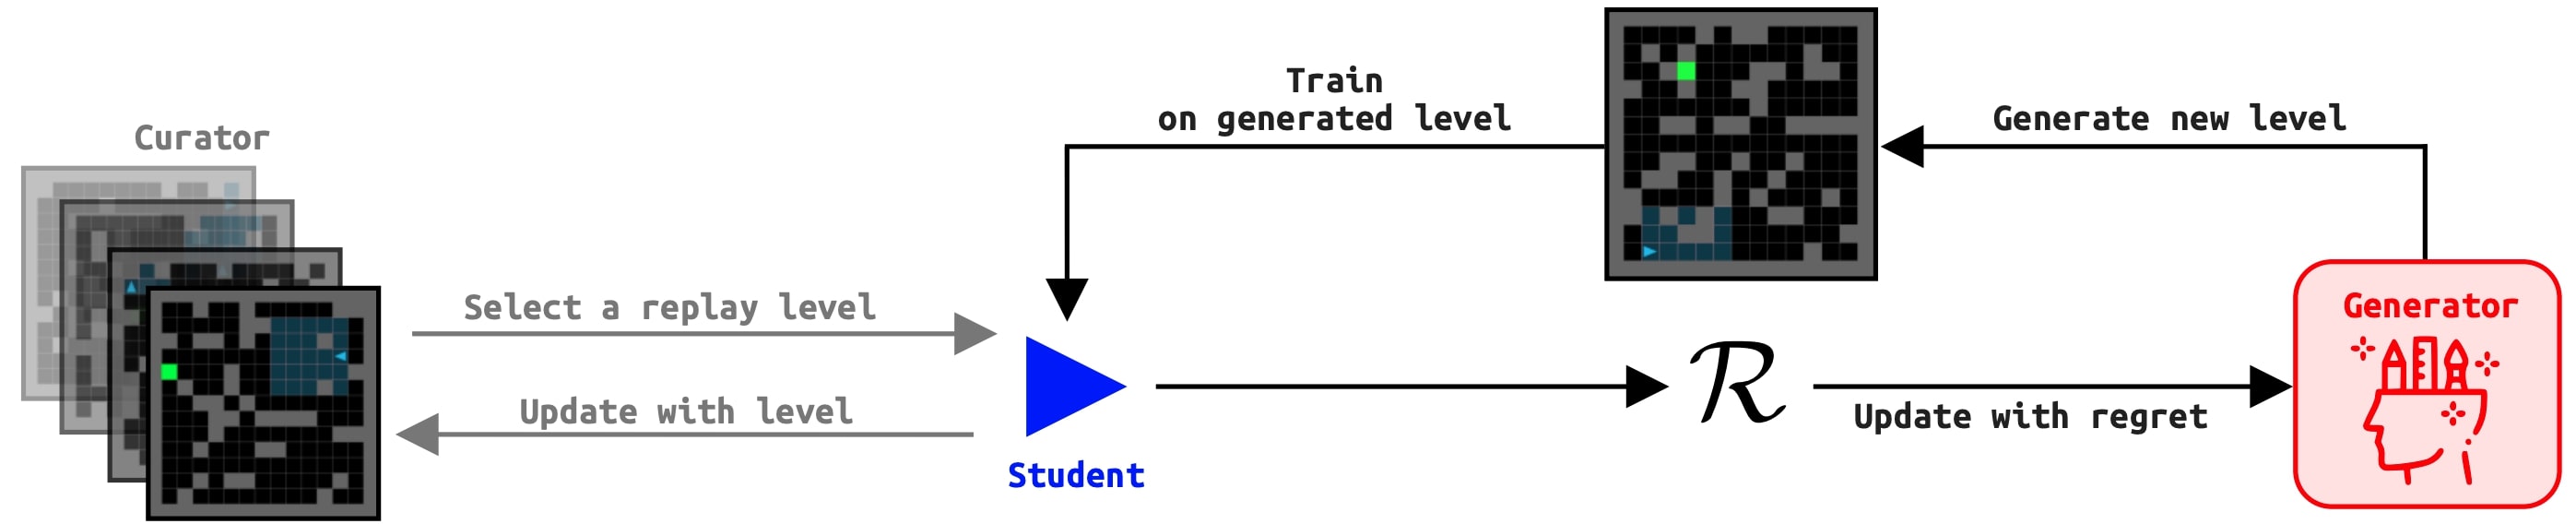 Curator
Select a replay level
Update with level
Train
on generated level
Student
Generate new level
R
Update with regret
Generator